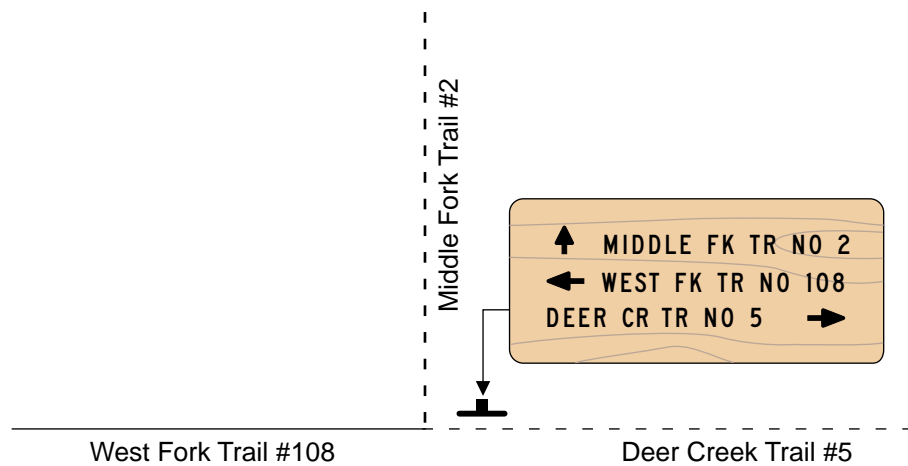 Middle Fork Trail #2
MIDDLE FK TR NO 2
WEST FK TR NO 108
DEER CR TR NO 5
West Fork Trail #108
Deer Creek Trail #5